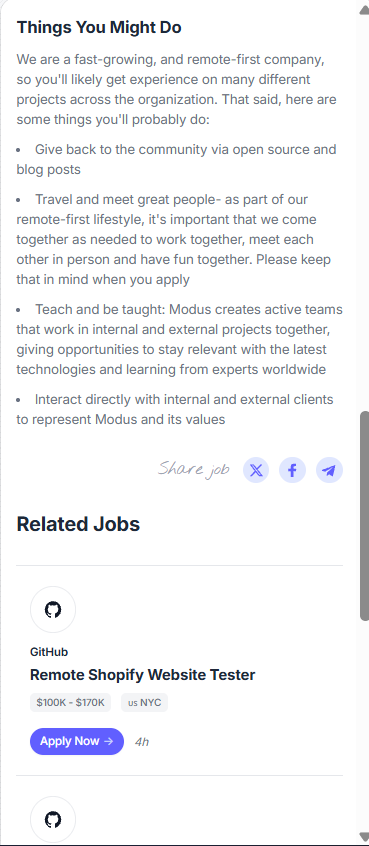 Things You Might Do
We are a fast-growing, and remote-first company,
so you'll likely get experience on many different
projects across the organization. That said, here are
some things you'll probably do:
• Give back to the community via open source and
blog posts
• Travel and meet great people- as part of our
remote-first lifestyle, it's important that we come
together as needed to work together, meet each
other in person and have fun together. Please keep
that in mind when you apply
• Teach and be taught: Modus creates active teams
that work in internal and external projects together,
giving opportunities to stay relevant with the latest
technologies and learning from experts worldwide
• Interact directly with internal and external clients
to represent Modus and its values
Share job
Related Jobs
GitHub
Remote Shopify Website Tester
$100K - $170K us NYC
Apply Now → 4h